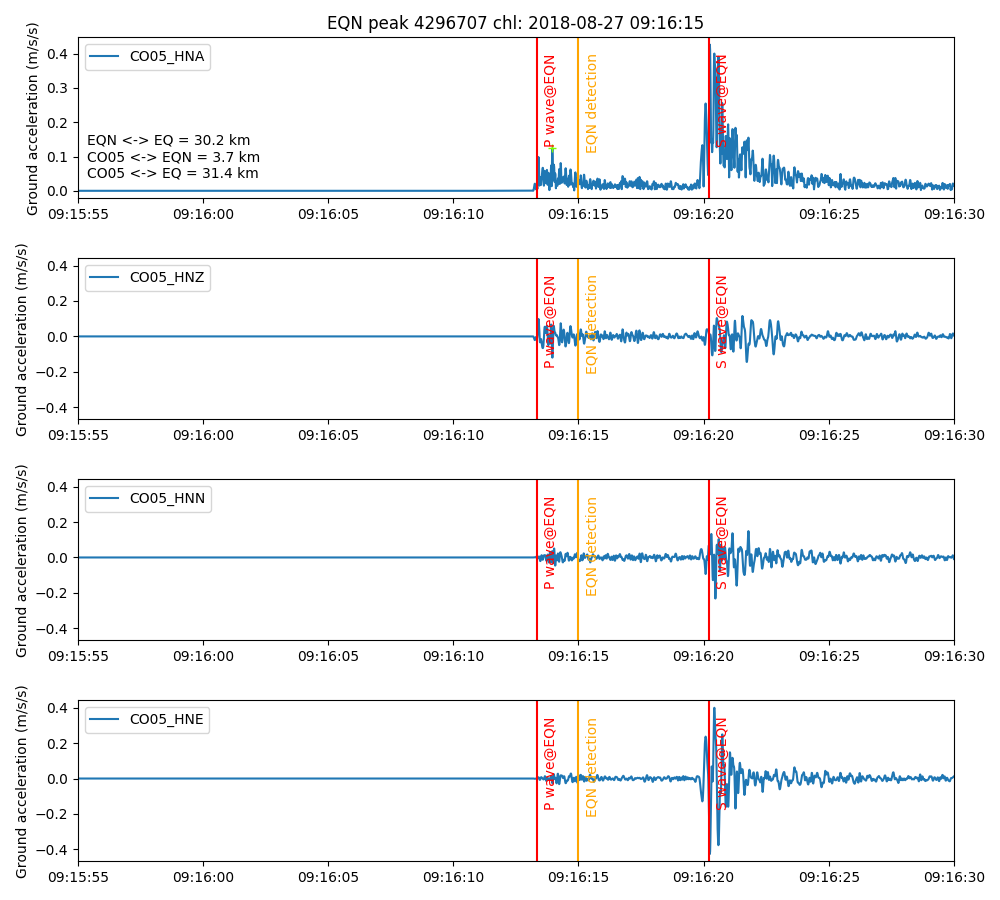 EQN peak 4296707 chl: 2018-08-27 09:16:15
Ground acceleration (m/s/s)
0.4
0.3
0.2
0.1
0.0
CO05_HNA
EQN <-> EQ = 30.2 km
CO05 <-> EQN = 3.7 km
CO05 <-> EQ = 31.4 km
P wave@EQN
EQN detection
S wave@EQN
09:15:55 09:16:00 09:16:05 09:16:10 09:16:15 09:16:20 09:16:25 09:16:30
Ground acceleration (m/s/s)
0.4
0.2
0.0
−0.2
−0.4
CO05_HNZ
P wave@EQN
EQN detection
S wave@EQN
09:15:55 09:16:00 09:16:05 09:16:10 09:16:15 09:16:20 09:16:25 09:16:30
Ground acceleration (m/s/s)
0.4
0.2
0.0
−0.2
−0.4
CO05_HNN
P wave@EQN
EQN detection
S wave@EQN
09:15:55 09:16:00 09:16:05 09:16:10 09:16:15 09:16:20 09:16:25 09:16:30
Ground acceleration (m/s/s)
0.4
0.2
0.0
−0.2
−0.4
CO05_HNE
P wave@EQN
EQN detection
S wave@EQN
09:15:55 09:16:00 09:16:05 09:16:10 09:16:15 09:16:20 09:16:25 09:16:30